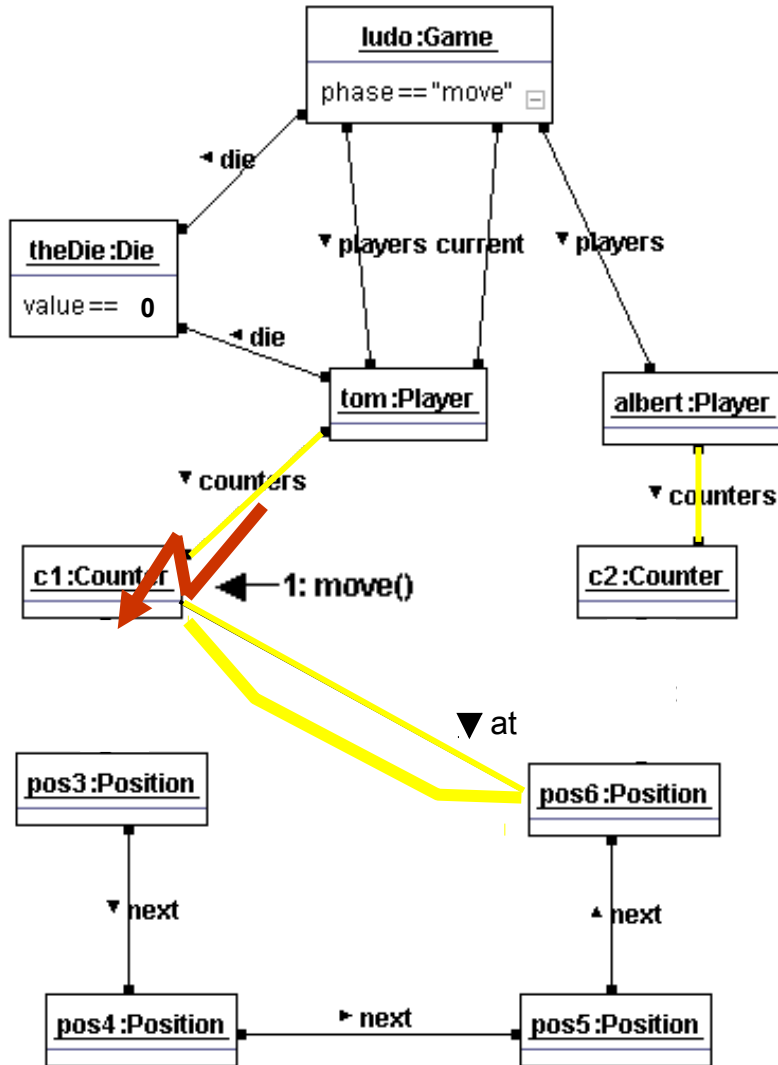 ludo :Game
phase == "move"
◄ die
theDie :Die
value == 0
▼ players
current
▼ players
◄ die
tom :Player
albert :Player
▼ counters
▼ counters
c1 :Counter
1: move()
c2 :Counter
▼ at
pos3 :Position
pos6 :Position
▼ next
▲ next
pos4 :Position
► next
pos5 :Position